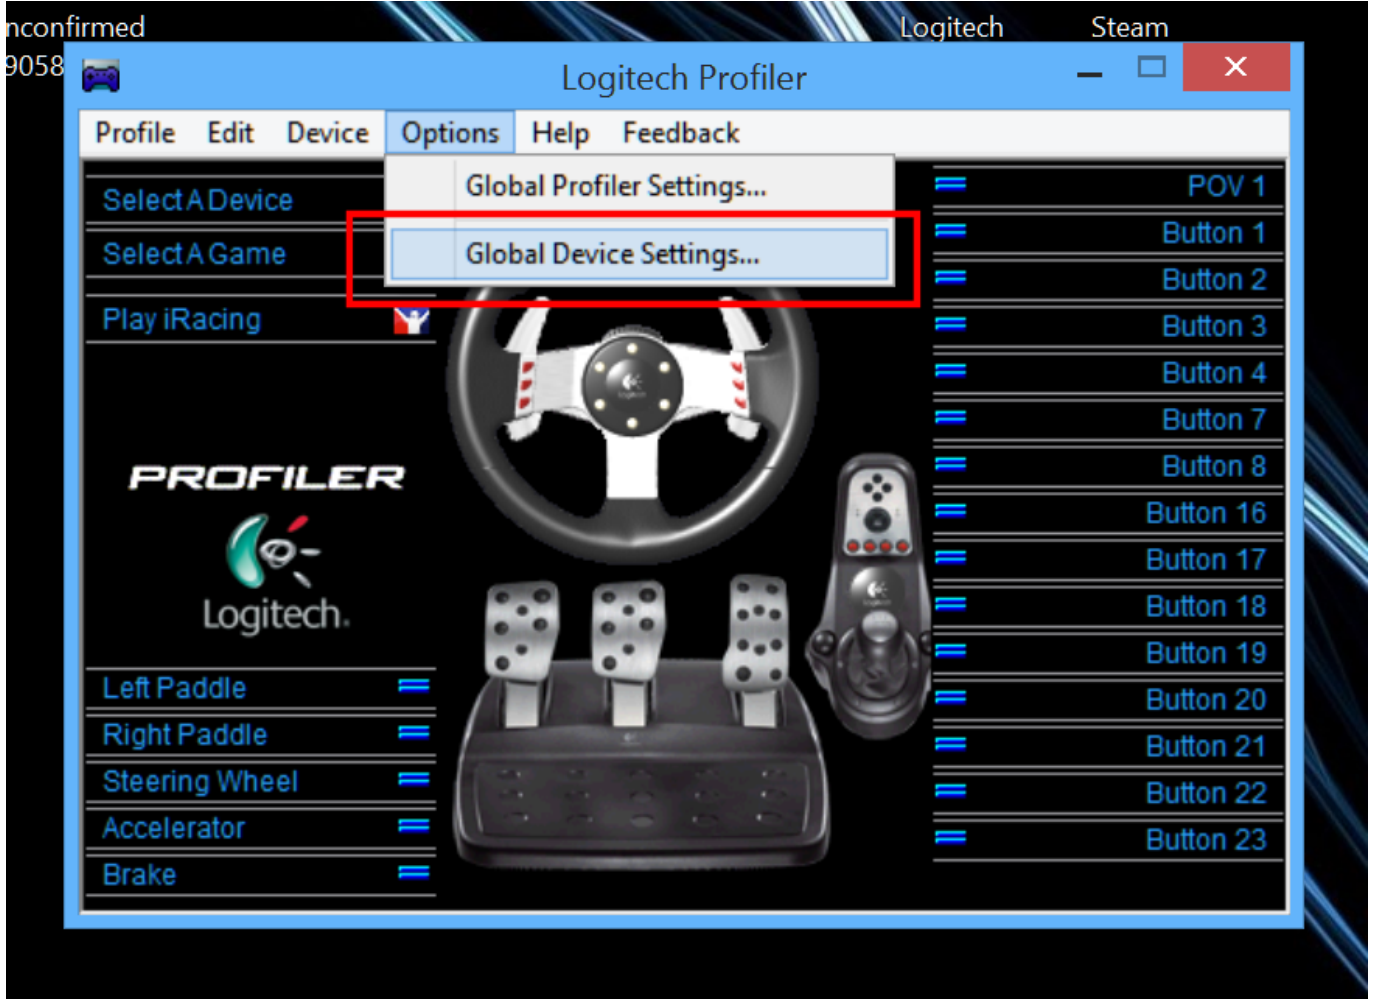 nconfirmed
9058
Logitech
Steam
Logitech Profiler
Profile Edit Device Options Help Feedback
Global Profiler Settings...
Global Device Settings...
Select A Device
Select A Game
Play iRacing
PROFILER
Logitech.
Left Paddle
Right Paddle
Steering Wheel
Accelerator
Brake
POV 1
Button 1
Button 2
Button 3
Button 4
Button 7
Button 8
Button 16
Button 17
Button 18
Button 19
Button 20
Button 21
Button 22
Button 23